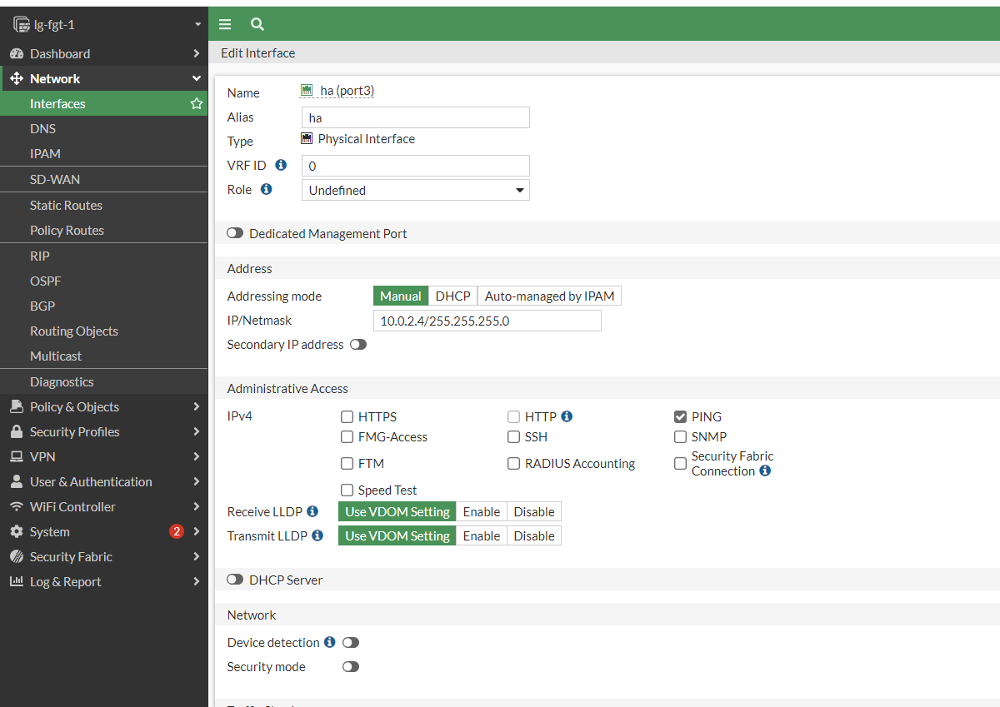 lg-fgt-1
Dashboard
Network
Interfaces
DNS
IPAM
SD-WAN
Static Routes
Policy Routes
RIP
OSPF
BGP
Routing Objects
Multicast
Diagnostics
Policy & Objects
Security Profiles
VPN
User & Authentication
WiFi Controller
System 2
Security Fabric
Log & Report
Edit Interface
Name ha (port3)
Alias ha
Type Physical Interface
VRF ID 0
Role Undefined
Dedicated Management Port
Address
Addressing mode Manual DHCP Auto-managed by IPAM
IP/Netmask 10.0.2.4/255.255.255.0
Secondary IP address
Administrative Access
IPv4 HTTPS HTTP PING
FMG-Access SSH SNMP
FTM RADIUS Accounting Security Fabric
Connection
Speed Test
Receive LLDP Use VDOM Setting Enable Disable
Transmit LLDP Use VDOM Setting Enable Disable
DHCP Server
Network
Device detection
Security mode